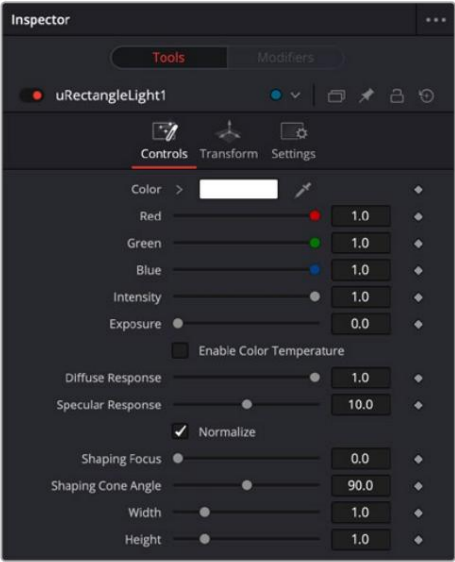 Inspector
Tools Modifiers
uRectangleLight1
Controls Transform Settings
Color
Red 1.0
Green 1.0
Blue 1.0
Intensity 1.0
Exposure 0.0
Enable Color Temperature
Diffuse Response 1.0
Specular Response 10.0
Normalize
Shaping Focus 0.0
Shaping Cone Angle 90.0
Width 1.0
Height 1.0